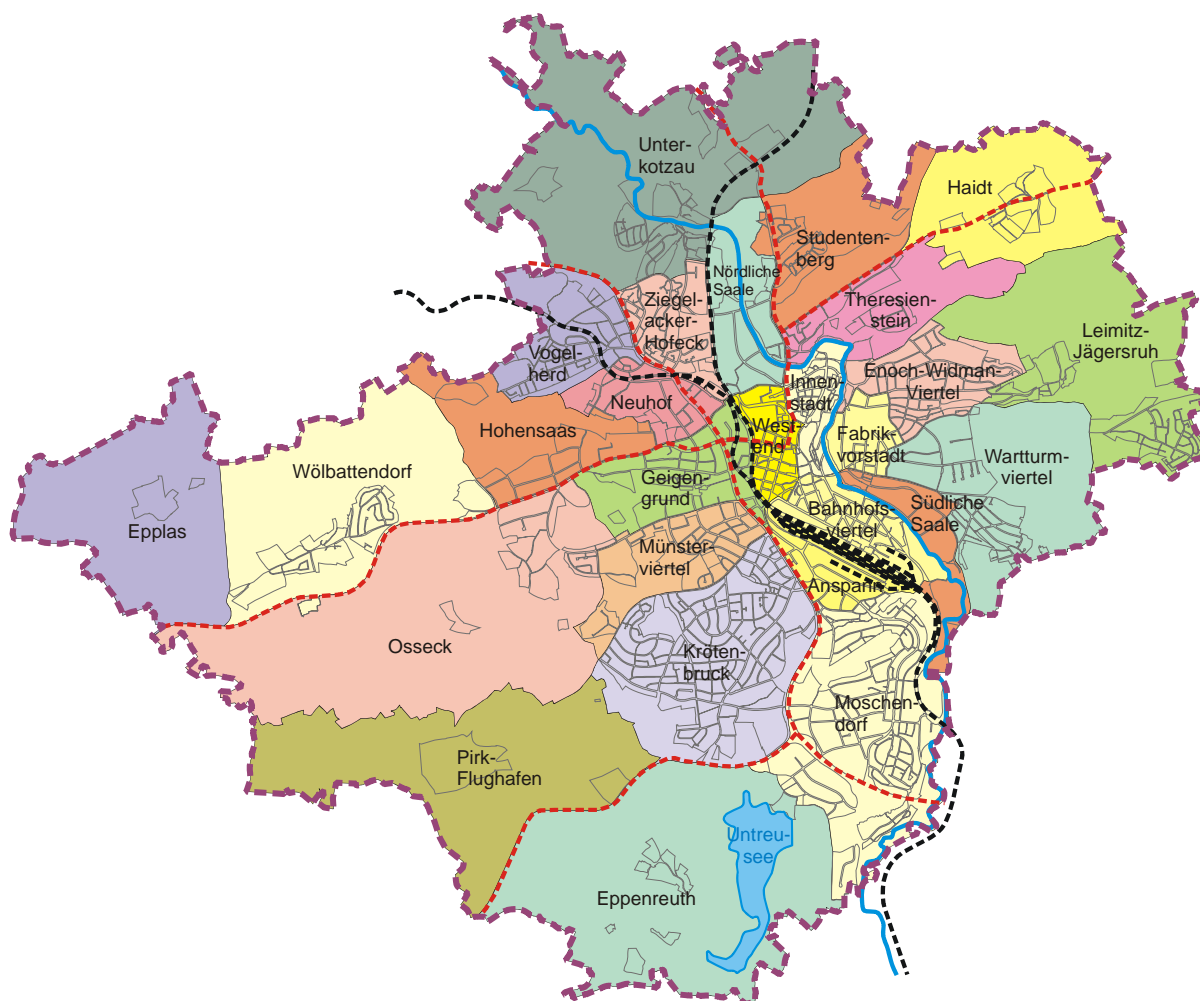 Unter-
kotzau
Haidt
Studenten-
berg
Nördliche
Saale
Theresien-
stein
Ziegel-
acker-
Hofeck
Leimitz-
Jägersruh
Vogel-
herd
Innen-
stadt
Enoch-Widman-
Viertel
Neuhof
West-
end
Fabrik-
vorstadt
Hohensaas
Wartturm-
viertel
Wölbattendorf
Geigen-
grund
Bahnhofs-
viertel
Südliche
Saale
Epplas
Münster-
viertel
Anspann
Osseck
Kröten-
bruck
Moschen-
dorf
Pirk-
Flughafen
Untreu-
see
Eppenreuth